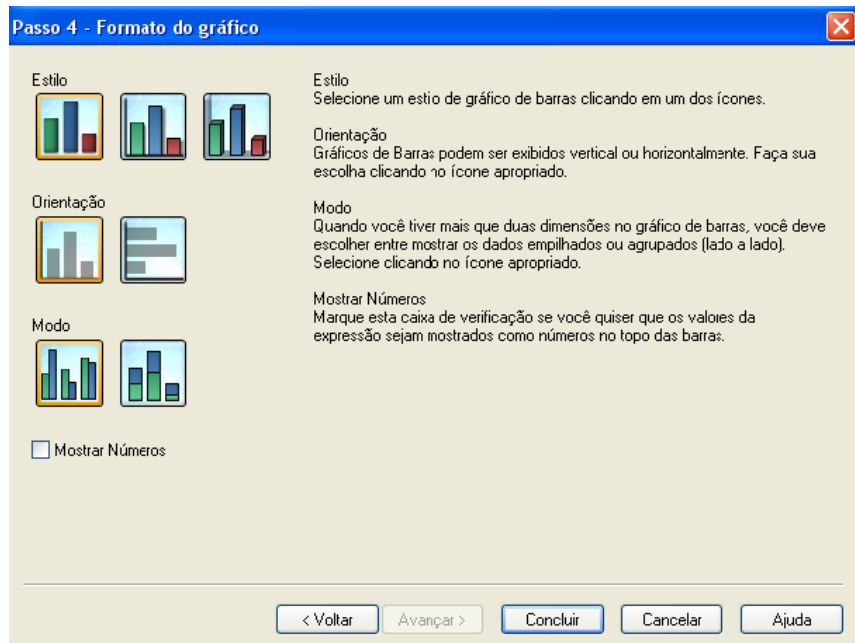 Passo 4 - Formato do gráfico
Estilo
Orientação
Modo
Mostrar Números
Estilo
Selecione um estilo de gráfico de barras clicando em um dos ícones.
Orientação
Gráficos de Barras podem ser exibidos vertical ou horizontalmente. Faça sua
escolha clicando no ícone apropriado.
Modo
Quando você tiver mais que duas dimensões no gráfico de barras, você deve
escolher entre mostrar os dados empilhados ou agrupados (lado a lado).
Selecione clicando no ícone apropriado.
Mostrar Números
Marque esta caixa de verificação se você quiser que os valores da
expressão sejam mostrados como números no topo das barras.
< Voltar
Avançar >
Concluir
Cancelar
Ajuda